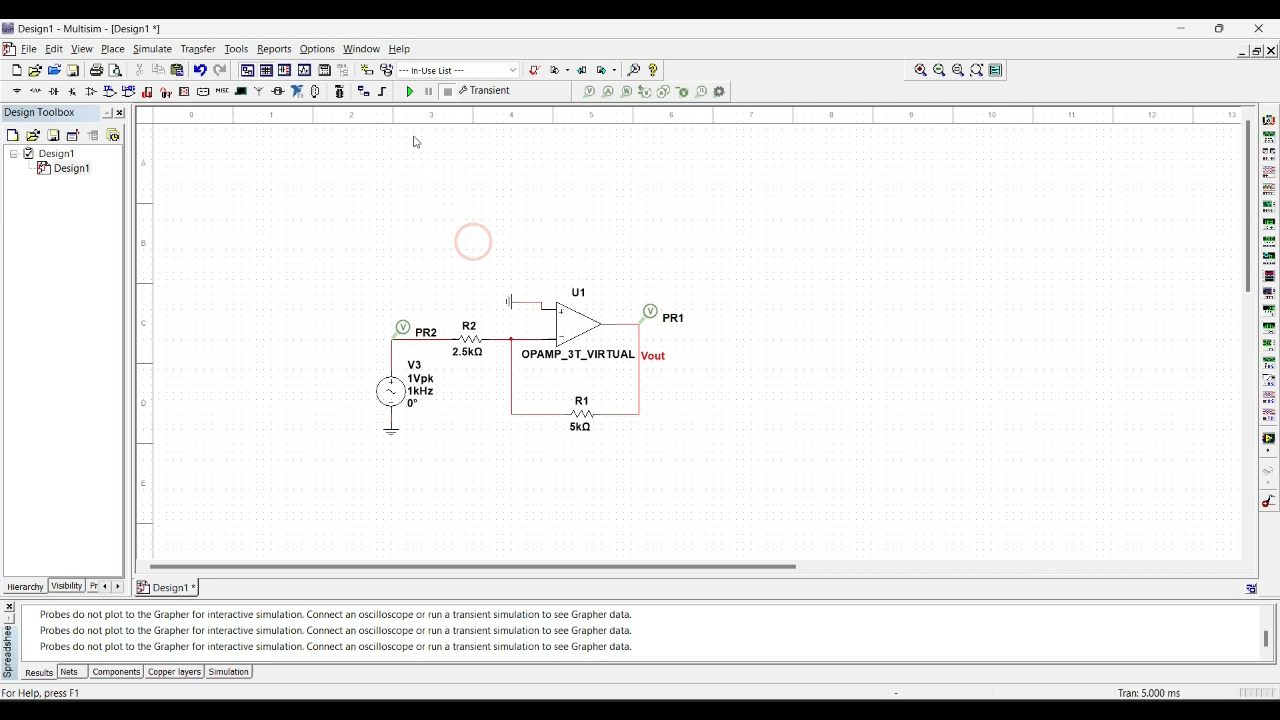 Design1 - Multisim - [Design1 *]
File Edit View Place Simulate Transfer Tools Reports Options Window Help
--- In-Use List ---
MISC
Transient
Design Toolbox
0 1 2 3 4 5 6 7 8 9 10 11 12 13
Design1
Design1
A
B
C
D
E
U1
V PR1
V PR2
R2
2.5kΩ
OPAMP_3T_VIRTUAL Vout
V3
1Vpk
1kHz
0°
R1
5kΩ
Hierarchy Visibility Pr
Design1 *
Probes do not plot to the Grapher for interactive simulation. Connect an oscilloscope or run a transient simulation to see Grapher data.
Probes do not plot to the Grapher for interactive simulation. Connect an oscilloscope or run a transient simulation to see Grapher data.
Probes do not plot to the Grapher for interactive simulation. Connect an oscilloscope or run a transient simulation to see Grapher data.
Spreadshee
Results Nets Components Copper layers Simulation
For Help, press F1 - Tran: 5.000 ms